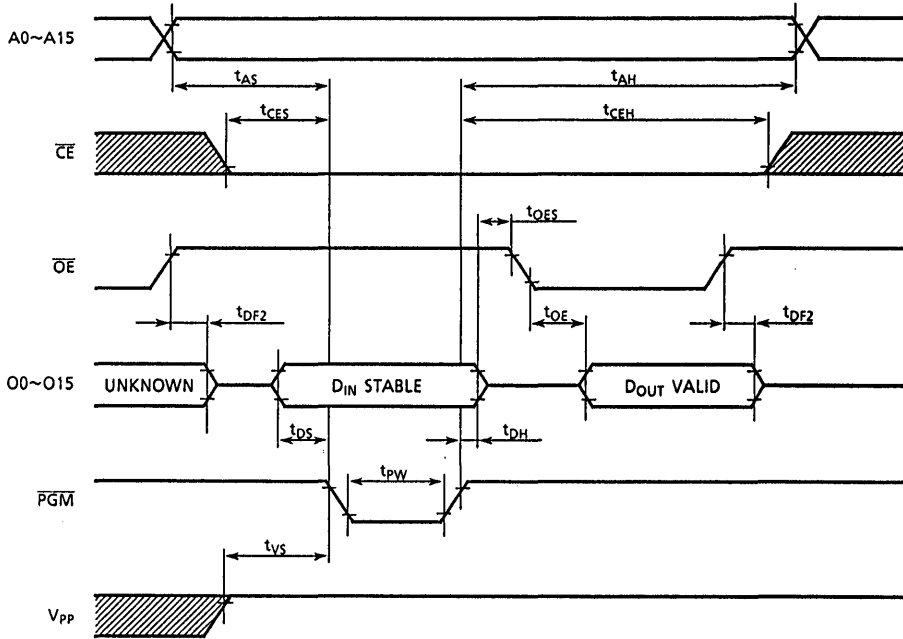 A0~A15
tAS
tAH
tCES
tCEH
CE
tOES
OE
tDF2
tOE
tDF2
O0~O15
UNKNOWN
DIN STABLE
DOUT VALID
tDS
tDH
tPW
PGM
tVS
VPP